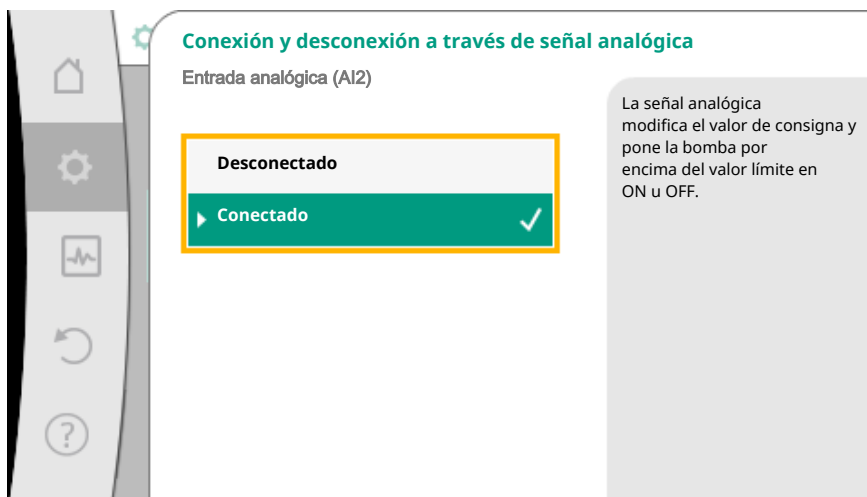 Conexión y desconexión a través de señal analógica
Entrada analógica (AI2)
Desconectado
Conectado
La señal analógica
modifica el valor de consigna y
pone la bomba por
encima del valor límite en
ON u OFF.
?